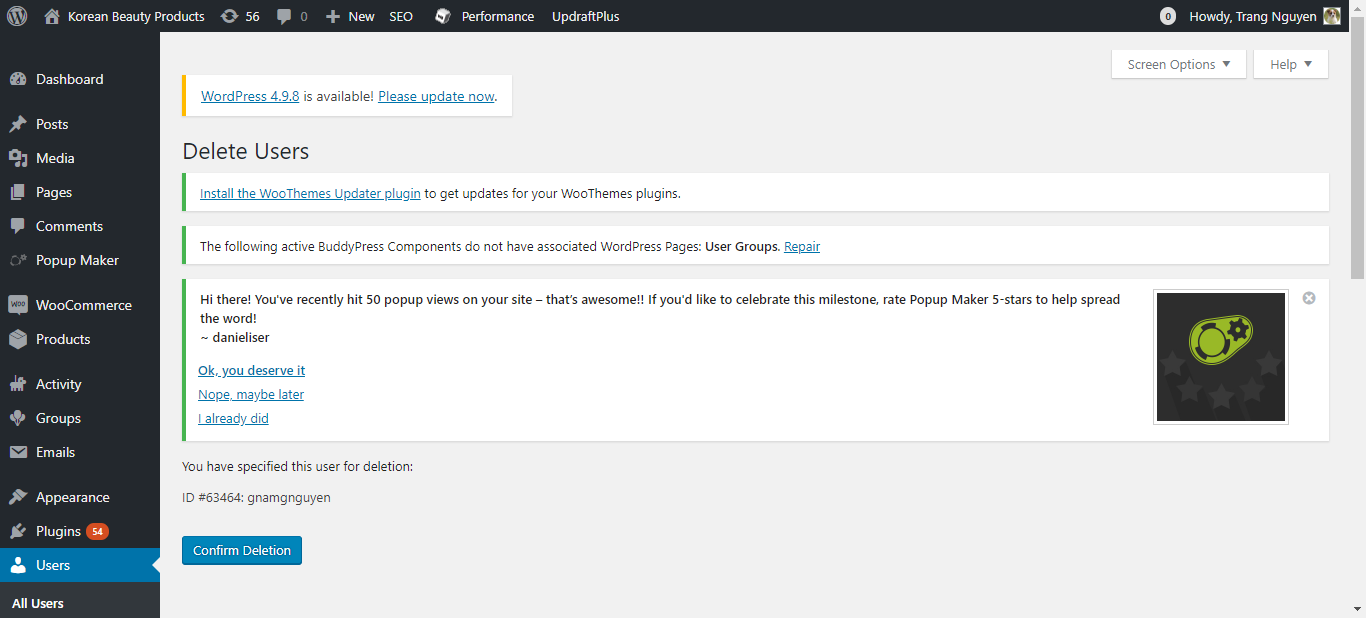 Korean Beauty Products 56 0 New SEO Performance UpdraftPlus 0 Howdy, Trang Nguyen
Dashboard
Posts
Media
Pages
Comments
Popup Maker
WOO WooCommerce
Products
Activity
Groups
Emails
Appearance
Plugins 54
Users
All Users
Screen Options Help
WordPress 4.9.8 is available! Please update now.
Delete Users
Install the WooThemes Updater plugin to get updates for your WooThemes plugins.
The following active BuddyPress Components do not have associated WordPress Pages: User Groups. Repair
Hi there! You've recently hit 50 popup views on your site – that's awesome!! If you'd like to celebrate this milestone, rate Popup Maker 5-stars to help spread
the word!
~ danieliser
Ok, you deserve it
Nope, maybe later
I already did
You have specified this user for deletion:
ID #63464: gnamgnguyen
Confirm Deletion